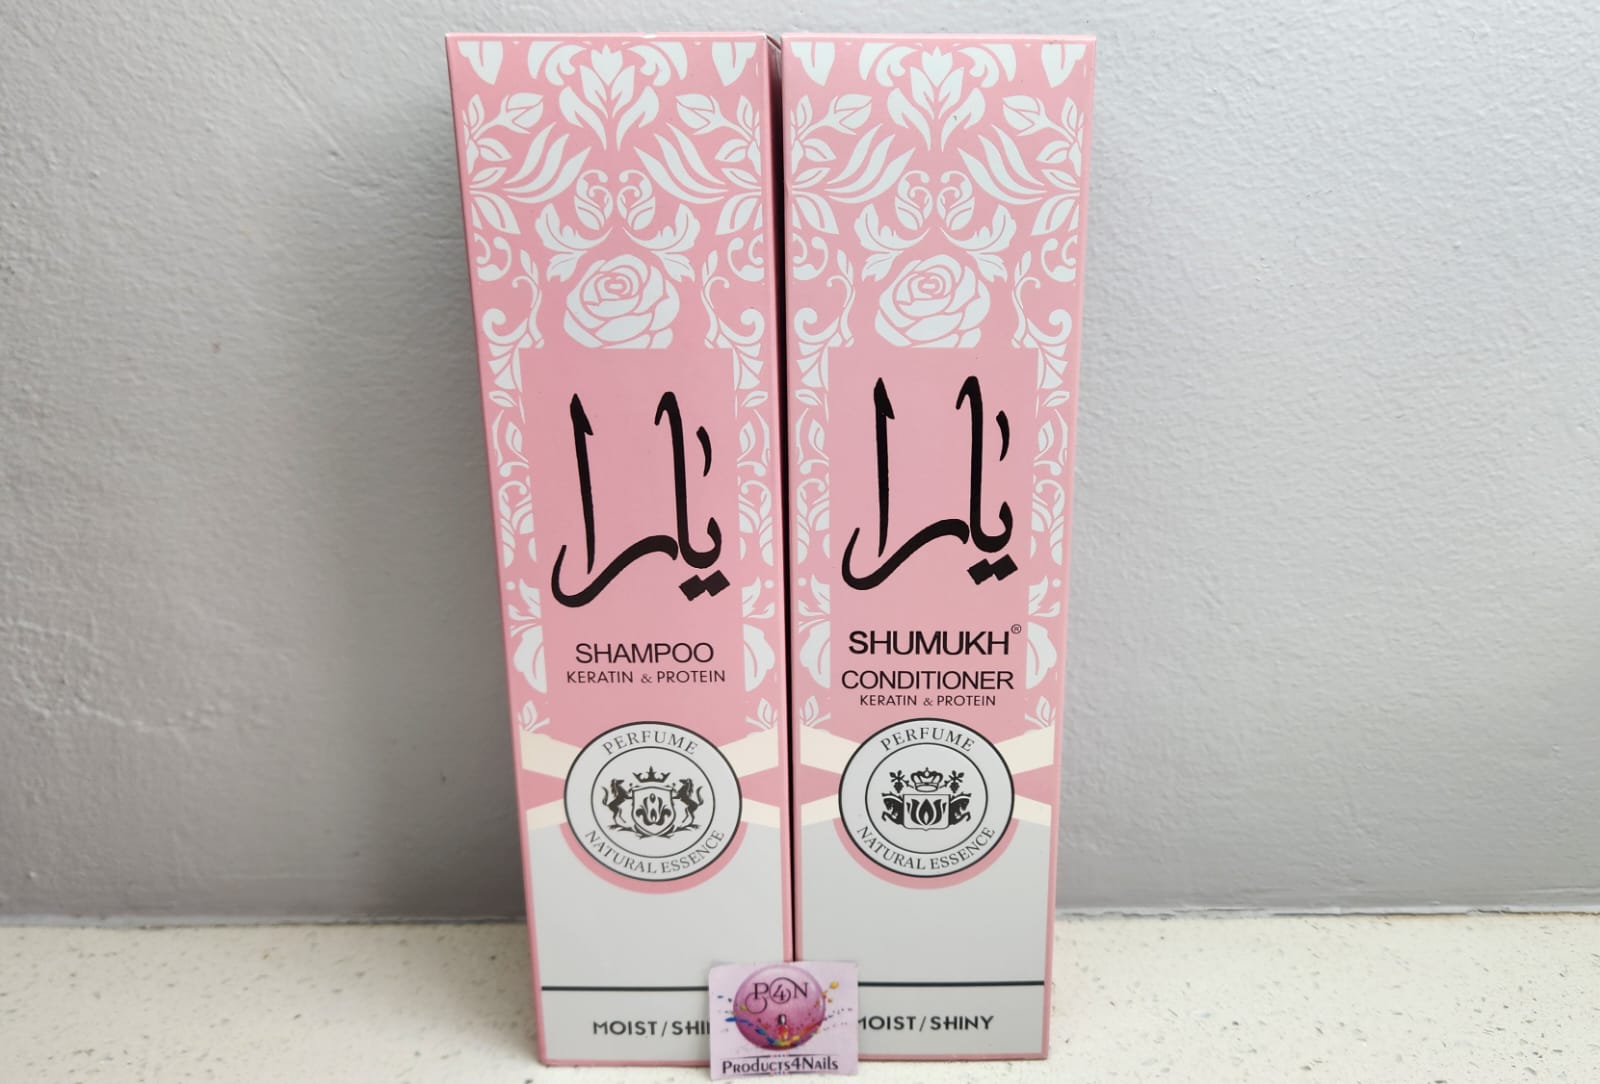 يارا
SHAMPOO
KERATIN & PROTEIN
PERFUME
NATURAL ESSENCE
MOIST/SHI
يارا
SHUMUKH®
CONDITIONER
KERATIN & PROTEIN
PERFUME
NATURAL ESSENCE
MOIST/SHINY
P4N
Products4Nails